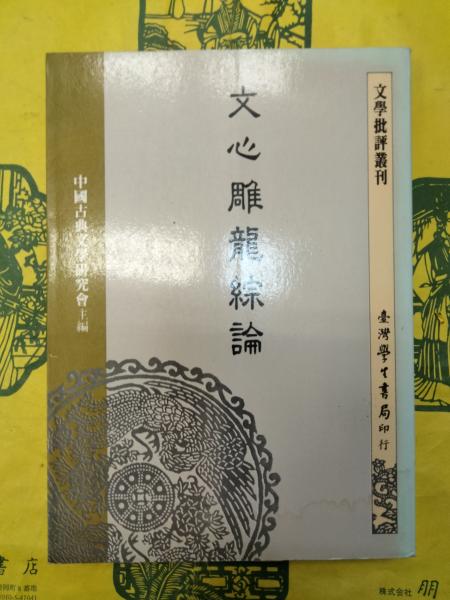 文學批評叢刊
文心雕龍綜論
中國古典文學研究會主編
臺灣學生書局印行
書店
株式会社 朋